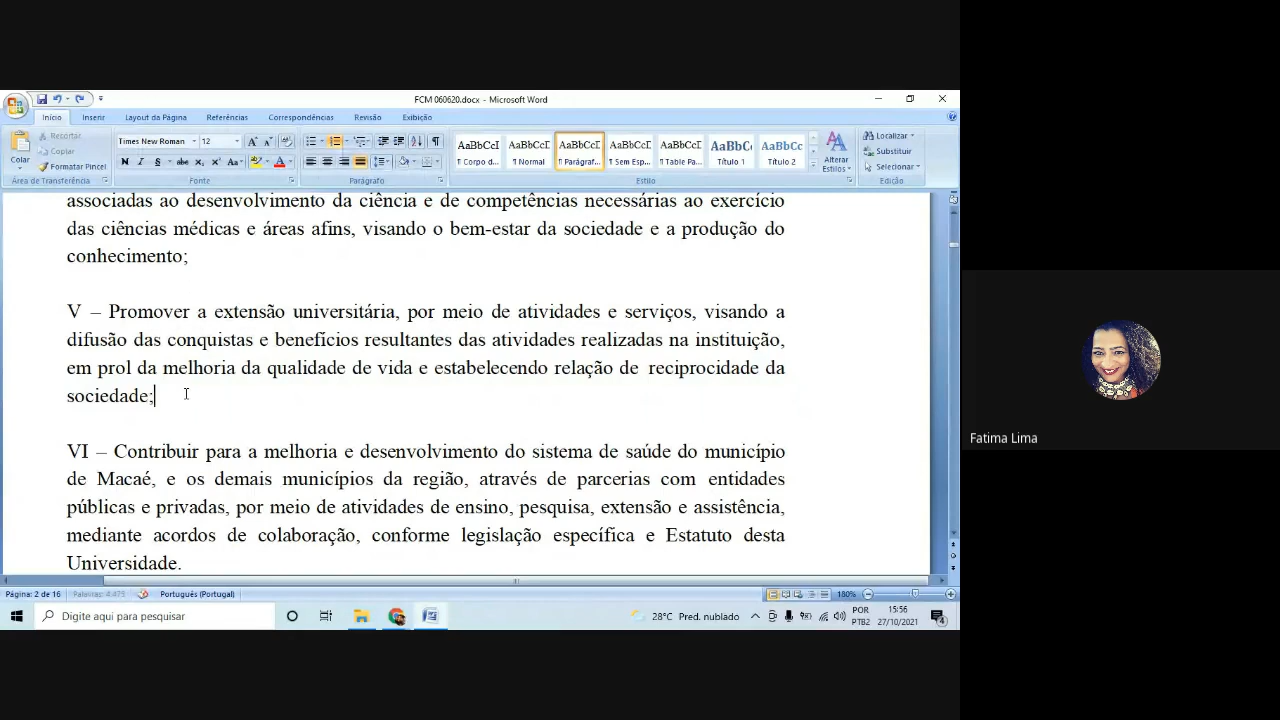 FCM 060620.docx - Microsoft Word
Início Inserir Layout da Página Referências Correspondências Revisão Exibição
Colar Recortar Copiar Formatar Pincel
Times New Roman 12
AaBbCcI AaBbCcI AaBbCcI AaBbCcI AaBbCcI AaBbC AaBbCc
¶ Corpo d... ¶ Normal ¶ Parágraf... ¶ Sem Esp... ¶ Table Pa... Título 1 Título 2
Alterar Estilos
Localizar Substituir Selecionar
Área de Transferência Fonte Parágrafo Estilo Edição
associadas ao desenvolvimento da ciência e de competências necessárias ao exercício
das ciências médicas e áreas afins, visando o bem-estar da sociedade e a produção do
conhecimento;
V – Promover a extensão universitária, por meio de atividades e serviços, visando a
difusão das conquistas e benefícios resultantes das atividades realizadas na instituição,
em prol da melhoria da qualidade de vida e estabelecendo relação de reciprocidade da
sociedade;
VI – Contribuir para a melhoria e desenvolvimento do sistema de saúde do município
de Macaé, e os demais municípios da região, através de parcerias com entidades
públicas e privadas, por meio de atividades de ensino, pesquisa, extensão e assistência,
mediante acordos de colaboração, conforme legislação específica e Estatuto desta
Universidade.
Página: 2 de 16 Palavras: 4.475 Português (Portugal) 180%
Digite aqui para pesquisar
28°C Pred. nublado
POR
PTB2
15:56
27/10/2021
4
Fatima Lima